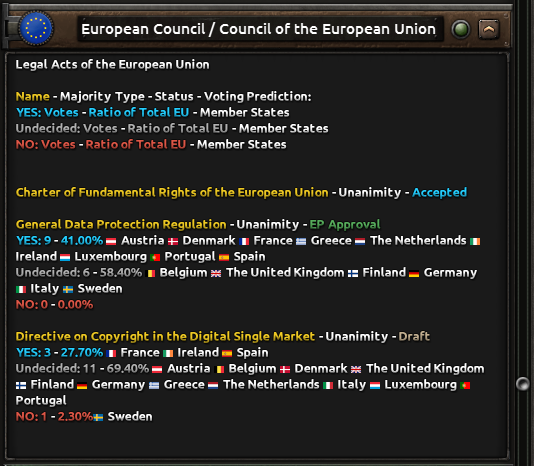 European Council / Council of the European Union
Legal Acts of the European Union
Name - Majority Type - Status - Voting Prediction:
YES: Votes - Ratio of Total EU - Member States
Undecided: Votes - Ratio of Total EU - Member States
NO: Votes - Ratio of Total EU - Member States
Charter of Fundamental Rights of the European Union - Unanimity - Accepted
General Data Protection Regulation - Unanimity - EP Approval
YES: 9 - 41.00% Austria Denmark France Greece The Netherlands
Ireland Luxembourg Portugal Spain
Undecided: 6 - 58.40% Belgium The United Kingdom Finland Germany
Italy Sweden
NO: 0 - 0.00%
Directive on Copyright in the Digital Single Market - Unanimity - Draft
YES: 3 - 27.70% France Ireland Spain
Undecided: 11 - 69.40% Austria Belgium Denmark The United Kingdom
Finland Germany Greece The Netherlands Italy Luxembourg
Portugal
NO: 1 - 2.30% Sweden